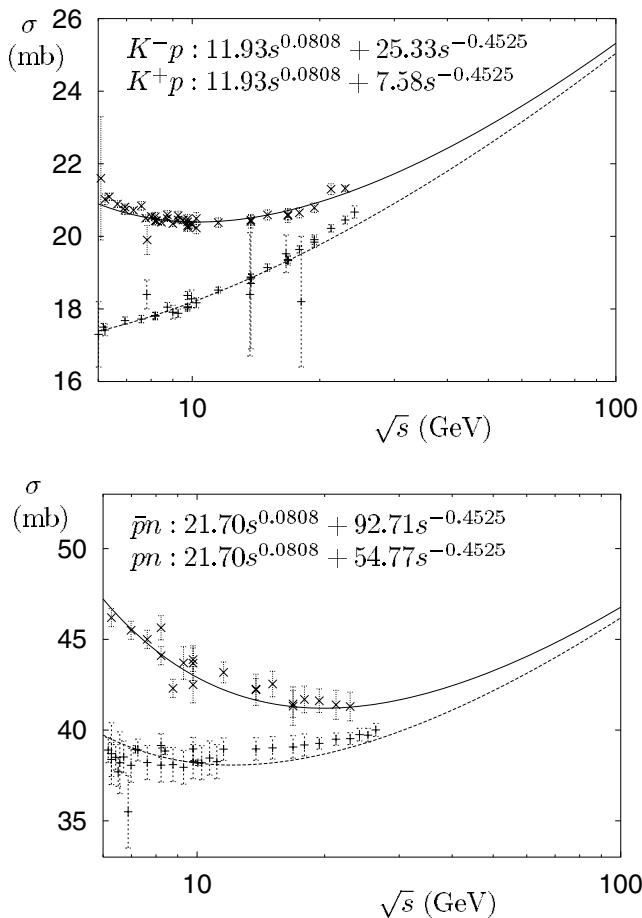 σ
(mb)
K⁻p : 11.93s^0.0808 + 25.33s^−0.4525
K⁺p : 11.93s^0.0808 + 7.58s^−0.4525
26
24
22
20
18
16
10
100
√s (GeV)
σ
(mb)
p̄n : 21.70s^0.0808 + 92.71s^−0.4525
pn : 21.70s^0.0808 + 54.77s^−0.4525
50
45
40
35
10
100
√s (GeV)